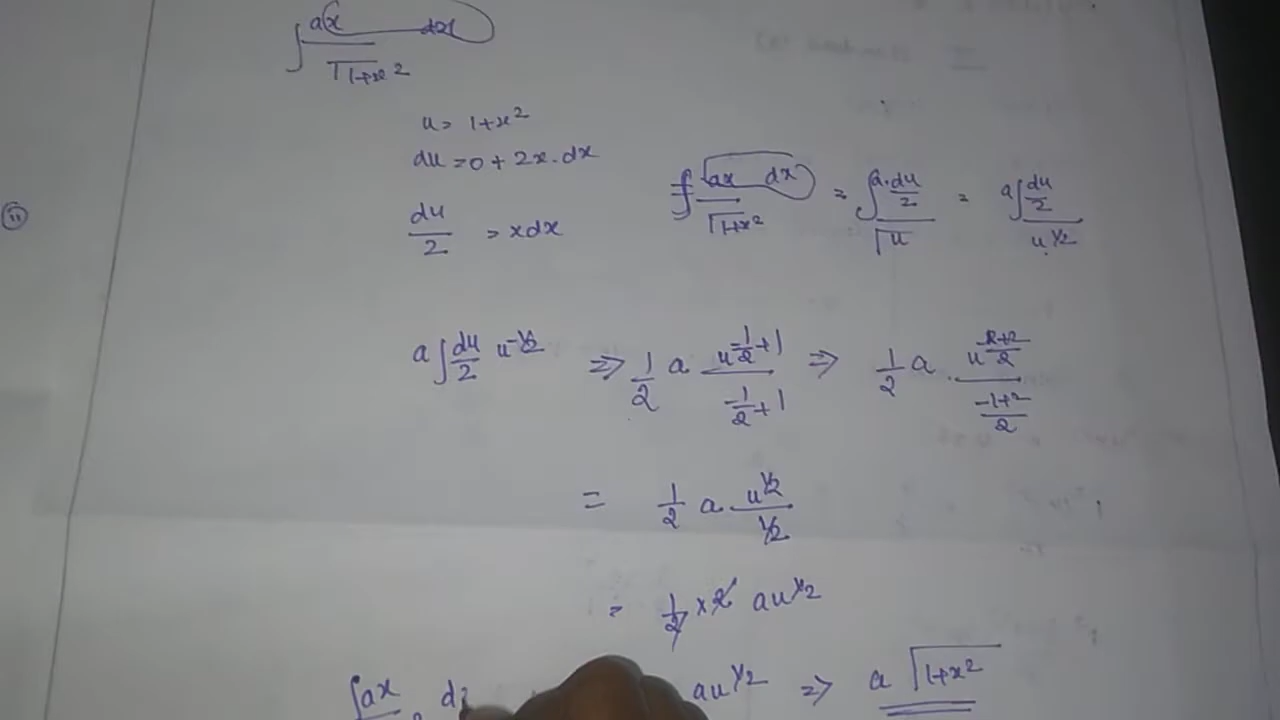 ∫ ax dx / √1+x²
u = 1+x²
du = 0 + 2x.dx
du/2 = xdx
∫ ax dx / √1+x² = ∫ a.du/2 / √u = a∫ du/2 / u^1/2
11
a∫ du/2 u^-1/2 ⇒ 1/2 a u^-1/2+1 / -1/2+1 ⇒ 1/2 a . u^-1+2/2 / -1+2/2
= 1/2 a . u^1/2 / 1/2
= 1/2 × 2 au^1/2
∫ax au^1/2 ⇒ a √1+x²